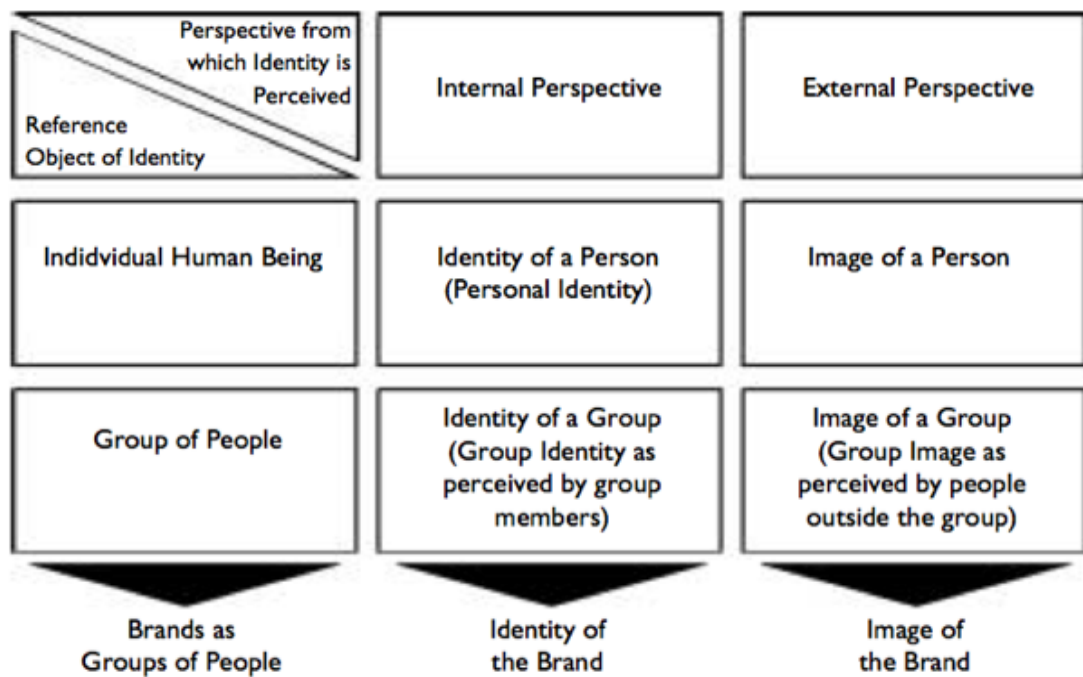 Perspective from
which Identity is
Perceived
Reference
Object of Identity
Internal Perspective
External Perspective
Indidvidual Human Being
Identity of a Person
(Personal Identity)
Image of a Person
Group of People
Identity of a Group
(Group Identity as
perceived by group
members)
Image of a Group
(Group Image as
perceived by people
outside the group)
Brands as
Groups of People
Identity of
the Brand
Image of
the Brand